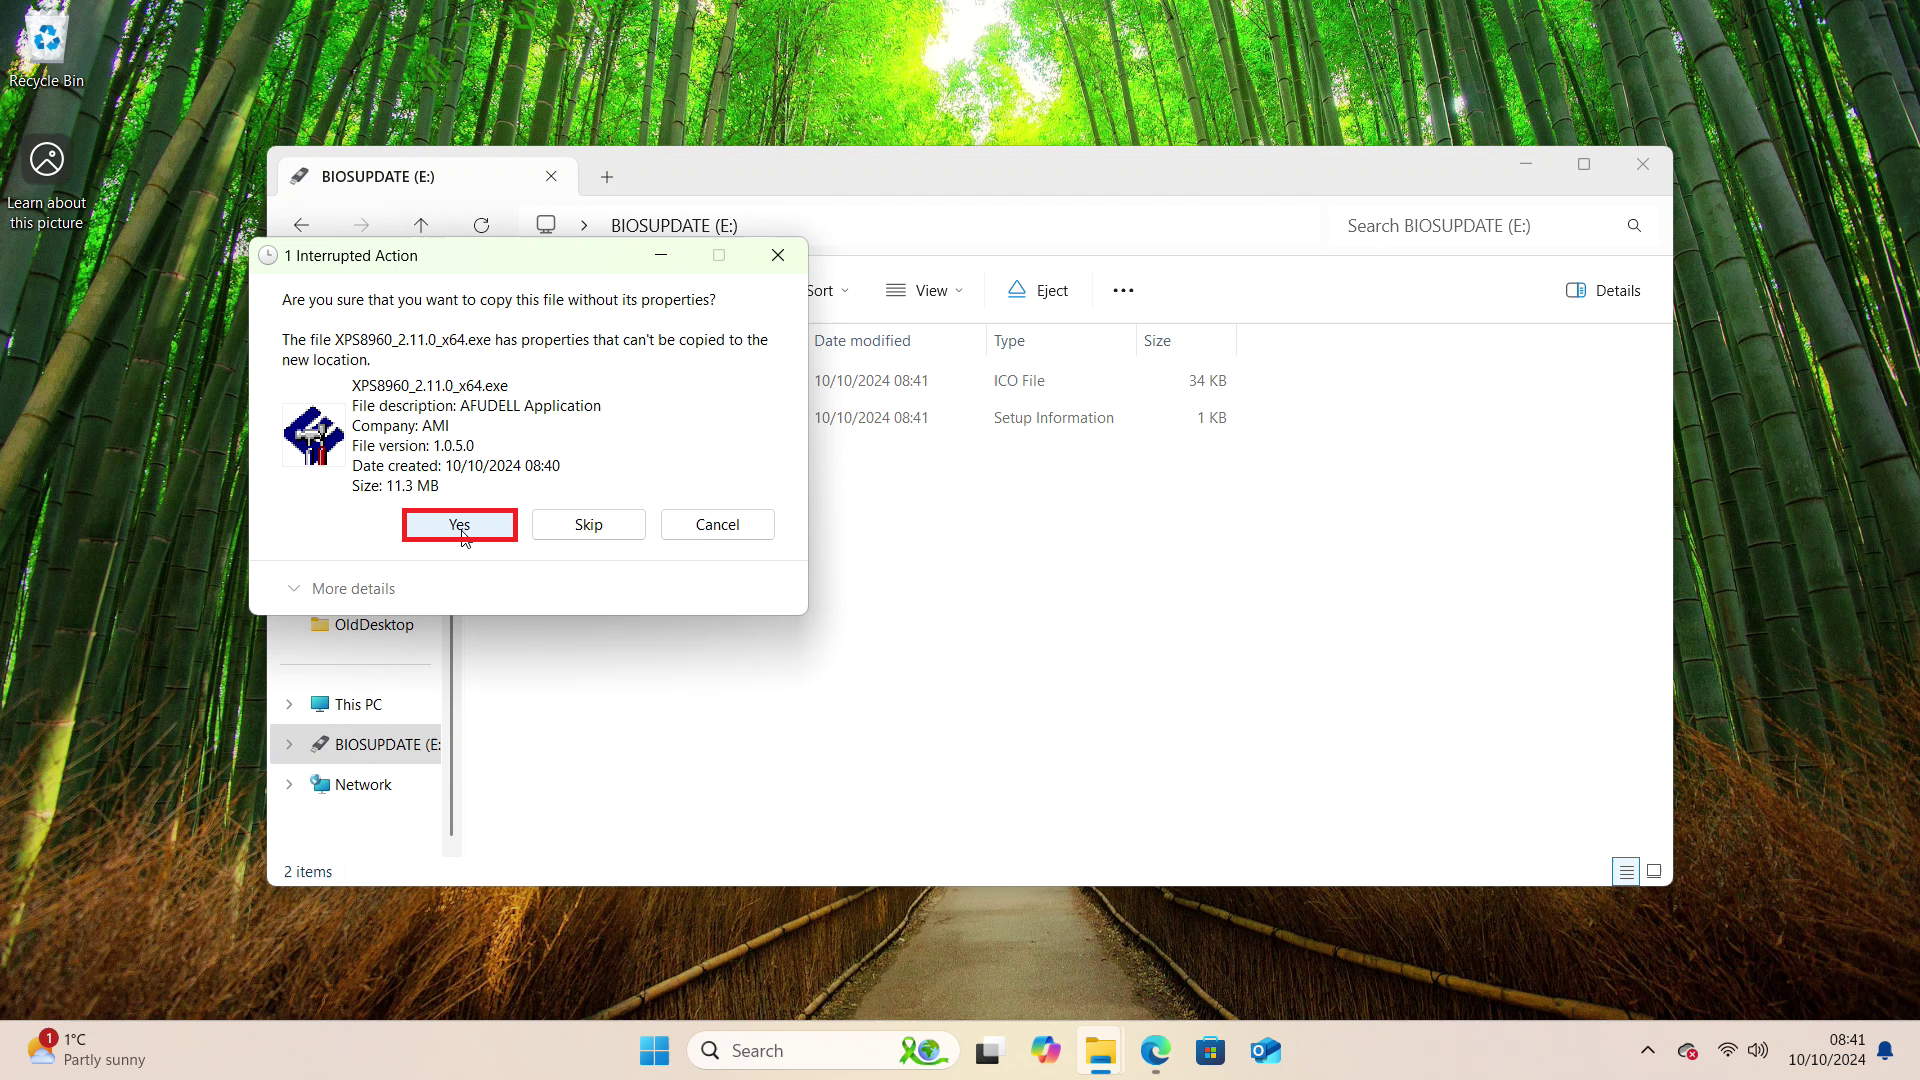 Recycle Bin
Learn about
this picture
BIOSUPDATE (E:)
BIOSUPDATE (E:)
Search BIOSUPDATE (E:)
1 Interrupted Action
Are you sure that you want to copy this file without its properties?
The file XPS8960_2.11.0_x64.exe has properties that can't be copied to the
new location.
XPS8960_2.11.0_x64.exe
File description: AFUDELL Application
Company: AMI
File version: 1.0.5.0
Date created: 10/10/2024 08:40
Size: 11.3 MB
Yes
Skip
Cancel
More details
Sort
View
Eject
Details
Date modified
Type
Size
10/10/2024 08:41
ICO File
34 KB
10/10/2024 08:41
Setup Information
1 KB
OldDesktop
This PC
BIOSUPDATE (E:
Network
2 items
1
1°C
Partly sunny
Search
08:41
10/10/2024